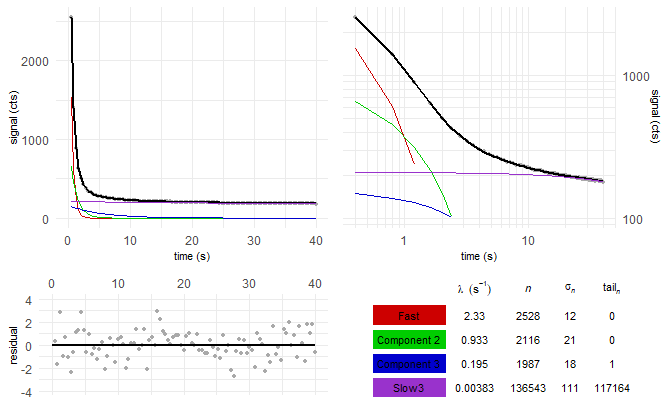 signal (cts)
2000
1000
0
0
10
20
30
40
time (s)
signal (cts)
1000
100
1
10
time (s)
0
10
20
30
40
residual
4
2
0
-2
-4
λ (s⁻¹) n σₙ tailₙ
Fast 2.33 2528 12 0
Component 2 0.933 2116 21 0
Component 3 0.195 1987 18 1
Slow3 0.00383 136543 111 117164